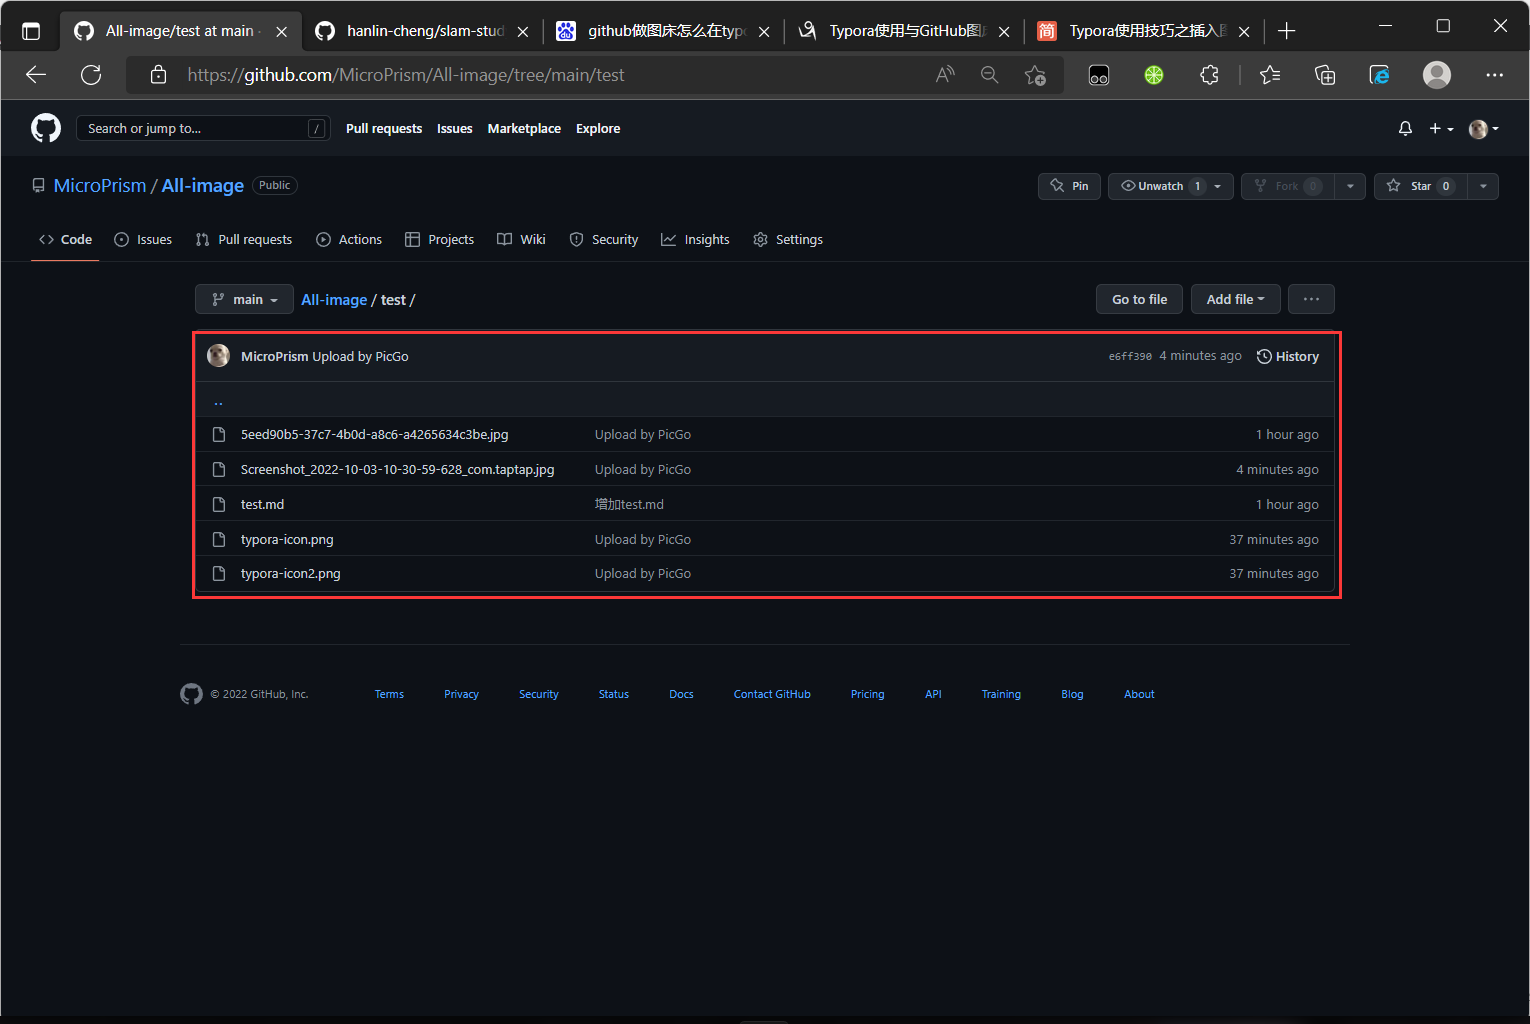 All-image/test at main
hanlin-cheng/slam-stud
github做图床怎么在typo
Typora使用与GitHub图
Typora使用技巧之插入
https://github.com/MicroPrism/All-image/tree/main/test
Search or jump to... /
Pull requests Issues Marketplace Explore
MicroPrism / All-image Public
Pin Unwatch 1 Fork 0 Star 0
Code Issues Pull requests Actions Projects Wiki Security Insights Settings
main All-image / test /
Go to file Add file ···
MicroPrism Upload by PicGo e6ff390 4 minutes ago History
..
5eed90b5-37c7-4b0d-a8c6-a4265634c3be.jpg Upload by PicGo 1 hour ago
Screenshot_2022-10-03-10-30-59-628_com.taptap.jpg Upload by PicGo 4 minutes ago
test.md 增加test.md 1 hour ago
typora-icon.png Upload by PicGo 37 minutes ago
typora-icon2.png Upload by PicGo 37 minutes ago
© 2022 GitHub, Inc. Terms Privacy Security Status Docs Contact GitHub Pricing API Training Blog About